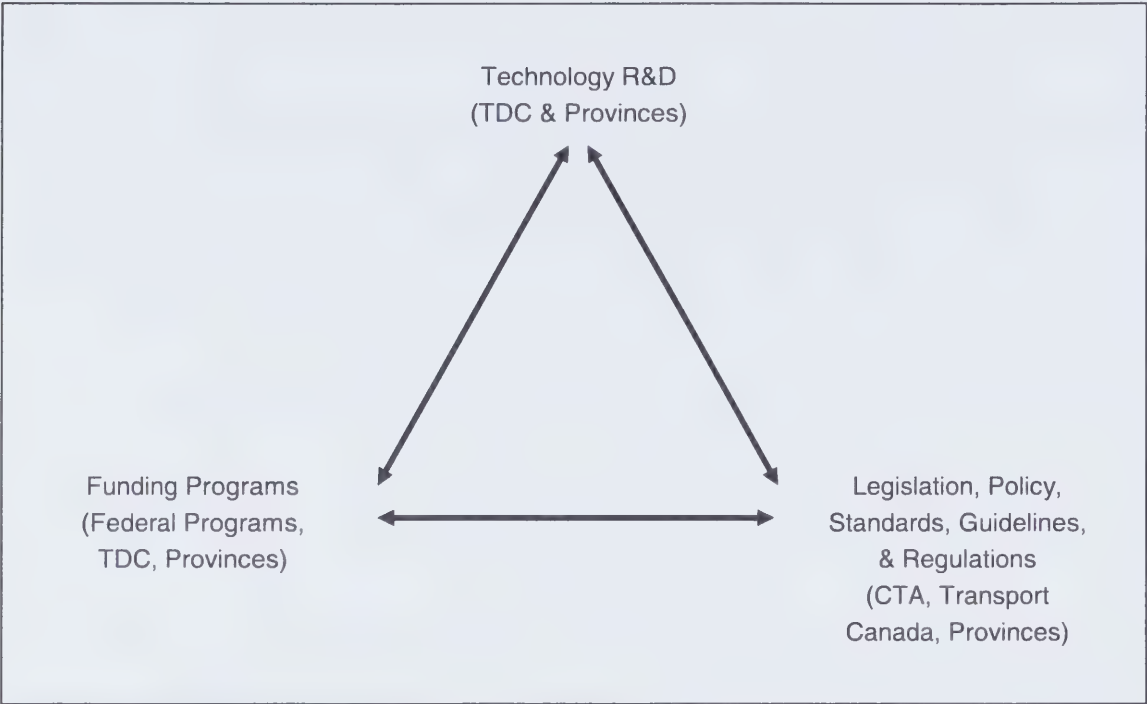 Technology R&D
(TDC & Provinces)
Funding Programs
(Federal Programs,
TDC, Provinces)
Legislation, Policy,
Standards, Guidelines,
& Regulations
(CTA, Transport
Canada, Provinces)